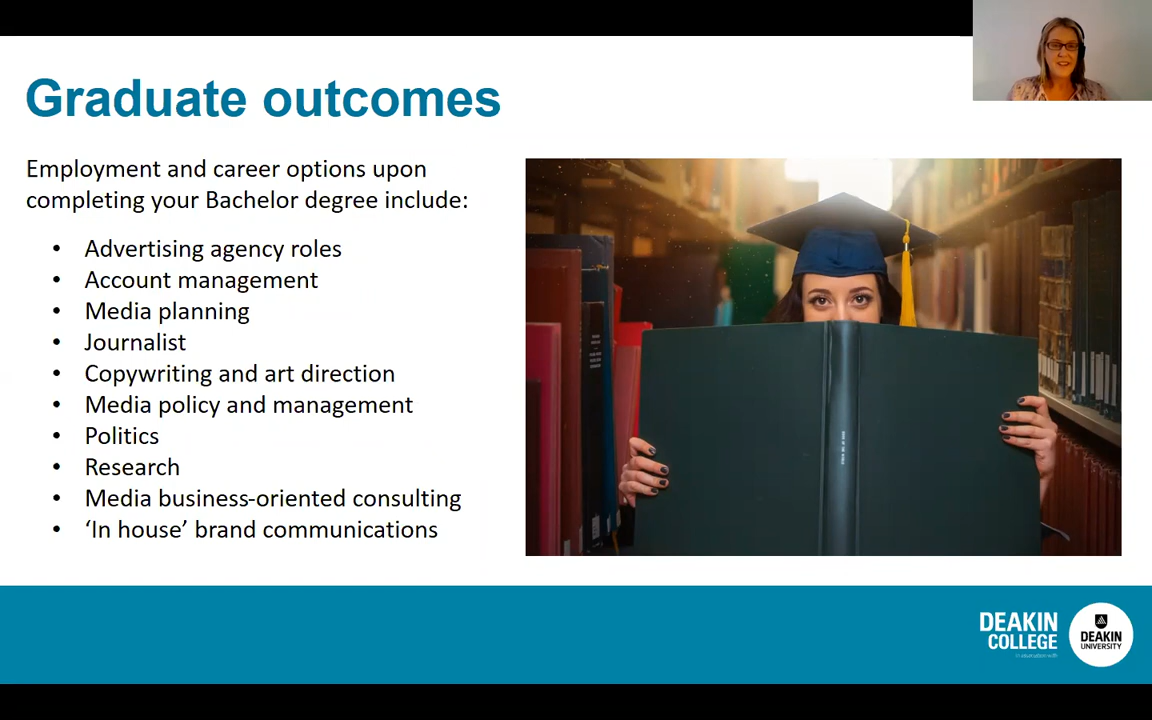 Graduate outcomes
Employment and career options upon
completing your Bachelor degree include:
• Advertising agency roles
• Account management
• Media planning
• Journalist
• Copywriting and art direction
• Media policy and management
• Politics
• Research
• Media business-oriented consulting
• ‘In house’ brand communications
DEAKIN
COLLEGE
DEAKIN
UNIVERSITY